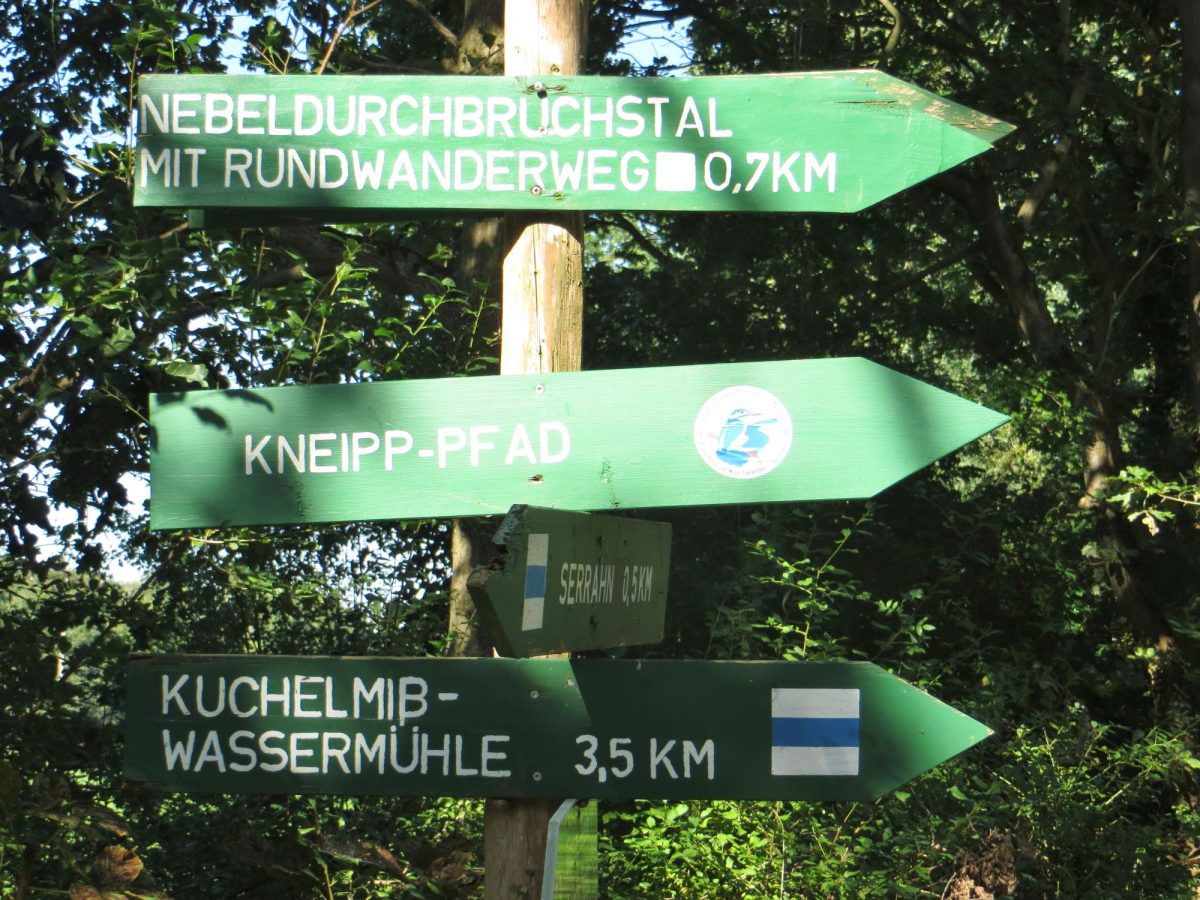 NEBELDURCHBRUCHSTAL
MIT RUNDWANDERWEG 0,7KM
KNEIPP-PFAD
SERRAHN 0,5KM
KUCHELMIß-
WASSERMÜHLE 3,5 KM